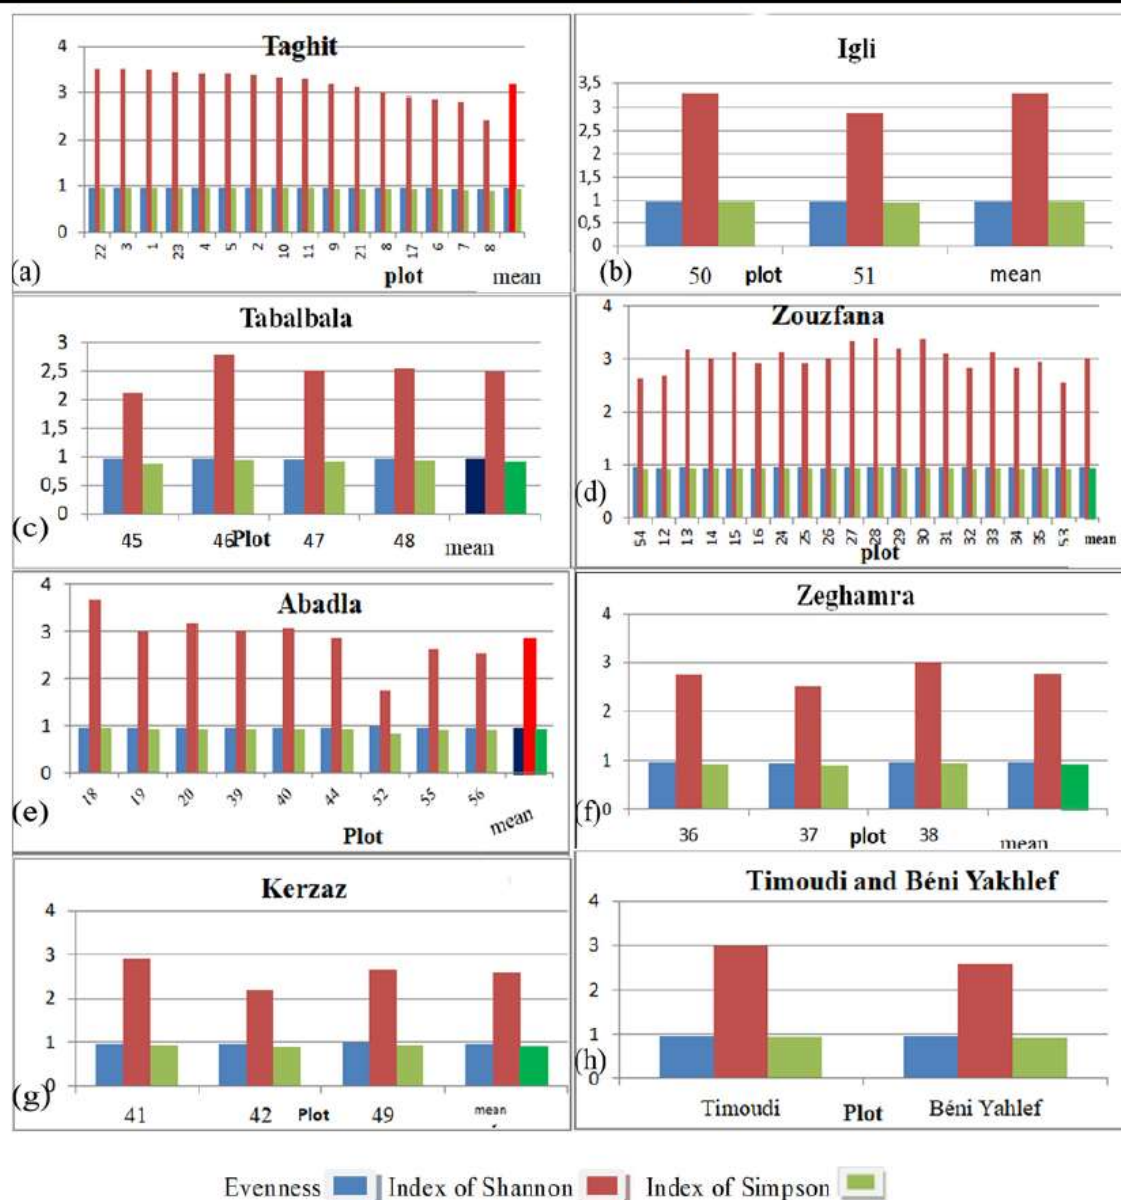 Taghit
4
3
2
1
0
22 3 1 23 4 5 2 10 11 9 21 8 17 6 7 8
(a) plot mean
Igli
3,5
3
2,5
2
1,5
1
0,5
0
(b) 50 plot 51 mean
Tabalbala
3
2,5
2
1,5
1
0,5
0
(c) 45 46 Plot 47 48 mean
Zouzfana
4
3
2
1
0
(d)
54 12 13 14 15 16 24 25 26 27 28 29 30 31 32 33 34 35 53 mean
plot
Abadla
4
3
2
1
0
18 19 20 39 40 44 52 55 56 mean
(e) Plot
Zeghamra
4
3
2
1
0
(f) 36 37 plot 38 mean
Kerzaz
4
3
2
1
0
(g) 41 42 Plot 49 mean
Timoudi and Béni Yakhlef
4
3
2
1
0
(h)
Timoudi Plot Béni Yahlef
Evenness Index of Shannon Index of Simpson